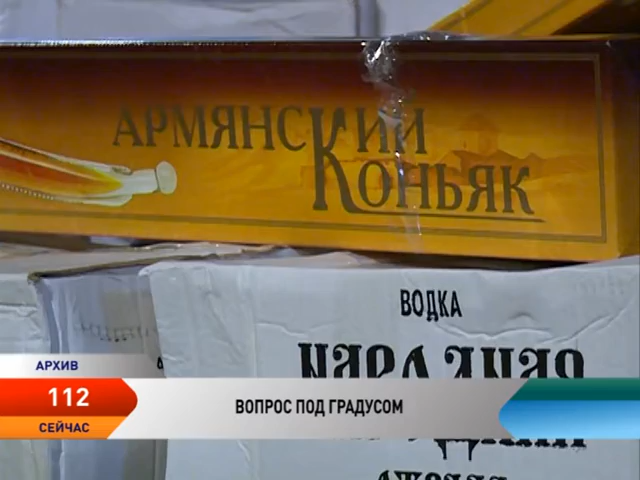 АРМЯНСКИЙ
КОНЬЯК
ВОДКА
АРХИВ
112
СЕЙЧАС
ВОПРОС ПОД ГРАДУСОМ